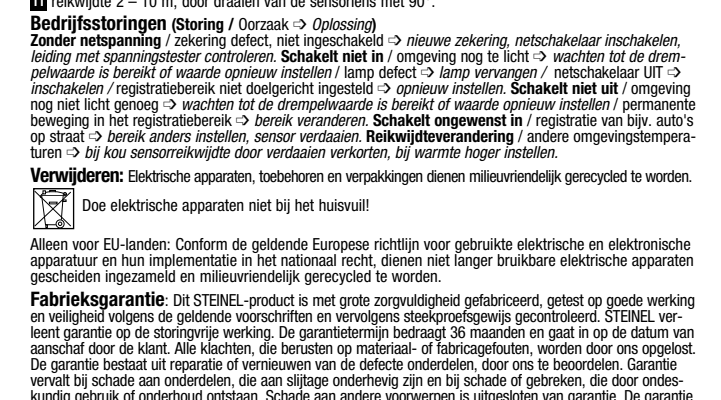 11 reikwijdte 2 – 10 m, door draaien van de sensorlens met 90°.
Bedrijfsstoringen (Storing / Oorzaak ➩ Oplossing)
Zonder netspanning / zekering defect, niet ingeschakeld ➩ nieuwe zekering, netschakelaar inschakelen,
leiding met spanningstester controleren. Schakelt niet in / omgeving nog te licht ➩ wachten tot de drem-
pelwaarde is bereikt of waarde opnieuw instellen / lamp defect ➩ lamp vervangen / netschakelaar UIT ➩
inschakelen / registratiebereik niet doelgericht ingesteld ➩ opnieuw instellen. Schakelt niet uit / omgeving
nog niet licht genoeg ➩ wachten tot de drempelwaarde is bereikt of waarde opnieuw instellen / permanente
beweging in het registratiebereik ➩ bereik veranderen. Schakelt ongewenst in / registratie van bijv. auto's
op straat ➩ bereik anders instellen, sensor verdaaien. Reikwijdteverandering / andere omgevingstempera-
turen ➩ bij kou sensorreikwijdte door verdaaien verkorten, bij warmte hoger instellen.
Verwijderen: Elektrische apparaten, toebehoren en verpakkingen dienen milieuvriendelijk gerecycled te worden.
Doe elektrische apparaten niet bij het huisvuil!
Alleen voor EU-landen: Conform de geldende Europese richtlijn voor gebruikte elektrische en elektronische
apparatuur en hun implementatie in het nationaal recht, dienen niet langer bruikbare elektrische apparaten
gescheiden ingezameld en milieuvriendelijk gerecycled te worden.
Fabrieksgarantie: Dit STEINEL-product is met grote zorgvuldigheid gefabriceerd, getest op goede werking
en veiligheid volgens de geldende voorschriften en vervolgens steekproefsgewijs gecontroleerd. STEINEL ver-
leent garantie op de storingvrije werking. De garantietermijn bedraagt 36 maanden en gaat in op de datum van
aanschaf door de klant. Alle klachten, die berusten op materiaal- of fabricagefouten, worden door ons opgelost.
De garantie bestaat uit reparatie of vernieuwen van de defecte onderdelen, door ons te beoordelen. Garantie
vervalt bij schade aan onderdelen, die aan slijtage onderhevig zijn en bij schade of gebreken, die door ondes-
kundig gebruik of onderhoud ontstaan. Schade aan andere voorwerpen is uitgesloten van garantie. De garantie